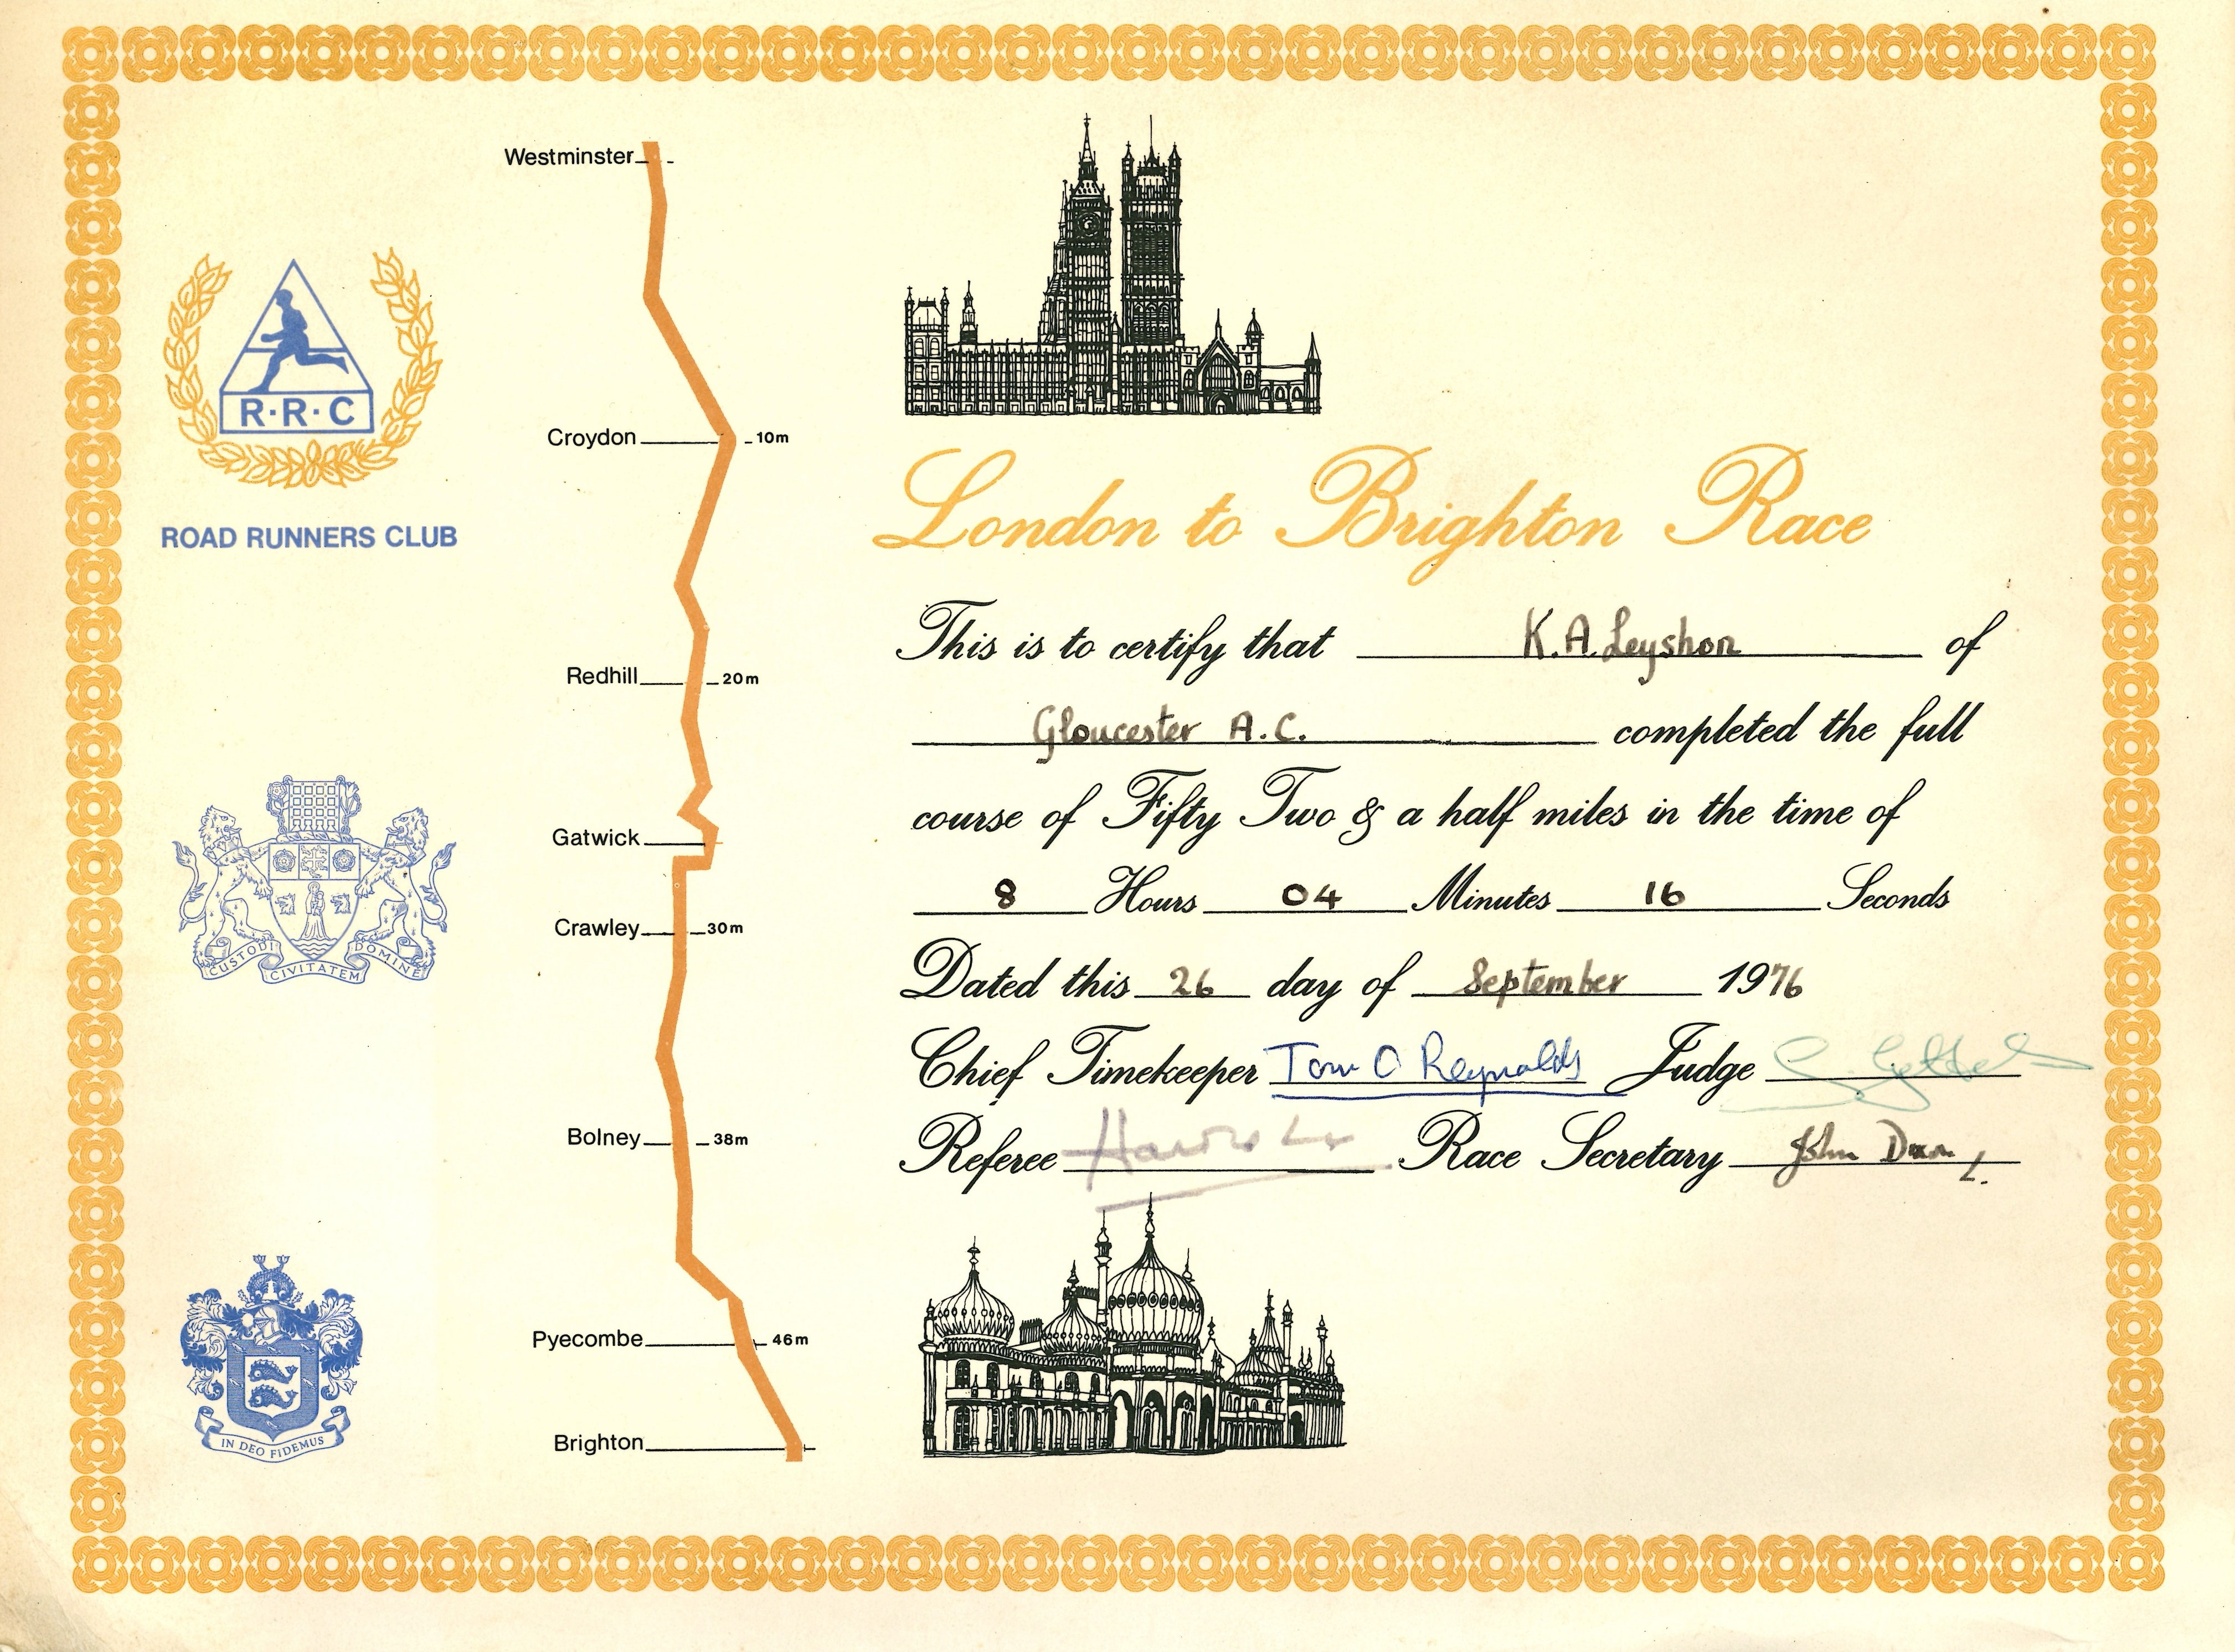 R·R·C
ROAD RUNNERS CLUB
CUSTODI CIVITATEM DOMINE
IN DEO FIDEMUS
Westminster
Croydon 10m
Redhill 20m
Gatwick
Crawley 30m
Bolney 38m
Pyecombe 46m
Brighton
London to Brighton Race
This is to certify that K.A.Leyshon of
Gloucester A.C. completed the full
course of Fifty Two & a half miles in the time of
8 Hours 04 Minutes 16 Seconds
Dated this 26 day of September 1976
Chief Timekeeper Tom O Reynolds Judge
Referee Race Secretary John